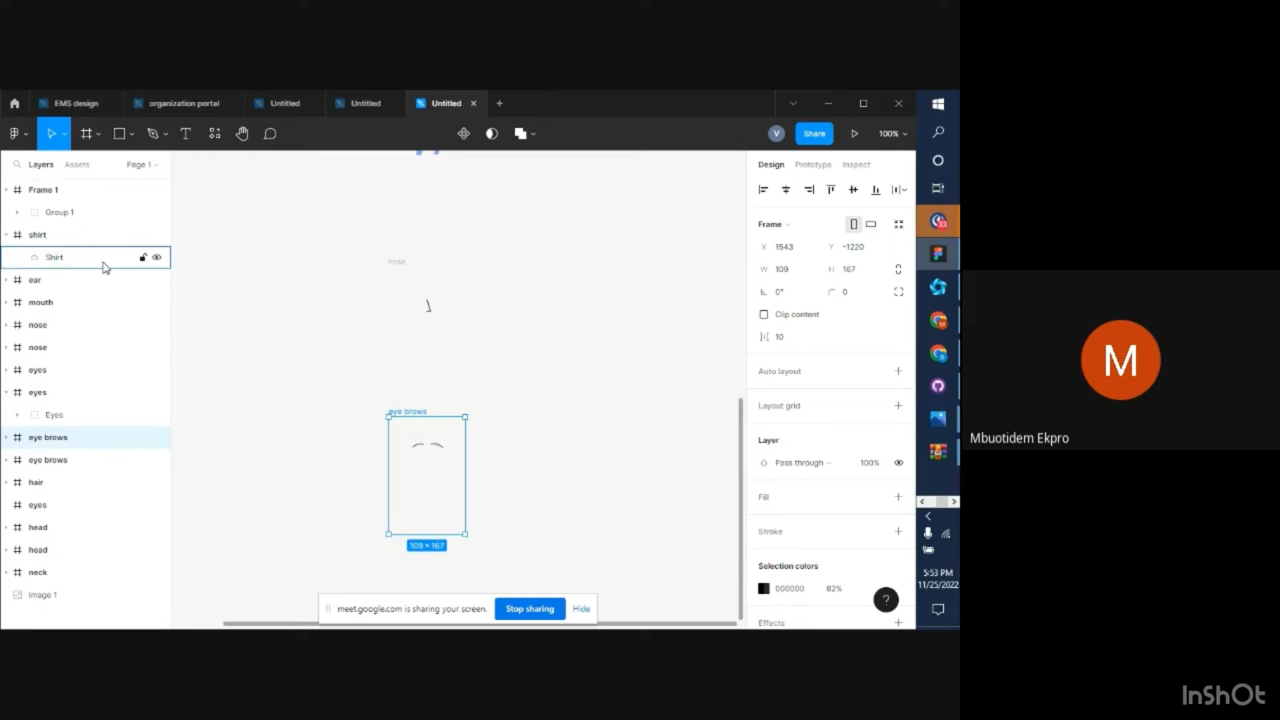 EMS design organization portal Untitled Untitled Untitled
V Share 100%
Layers Assets Page 1
Design Prototype Inspect
Frame 1
Group 1
shirt
Shirt
ear
mouth
nose
nose
eyes
eyes
Eyes
eye brows
eye brows
hair
eyes
head
head
neck
Image 1
nose
eye brows
109 × 167
meet.google.com is sharing your screen. Stop sharing Hide
Frame
X 1543 Y -1220
W 109 H 167
0° 0
Clip content
10
Auto layout
Layout grid
Layer
Pass through 100%
Fill
Stroke
Selection colors
000000 82%
?
Effects
5:53 PM
11/25/2022
M
Mbuotidem Ekpro
InShOt